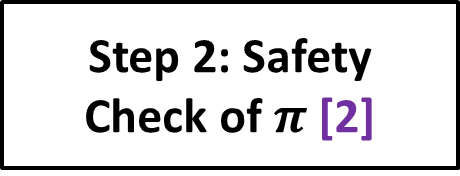 Step 2: Safety
Check of 𝝅 [2]